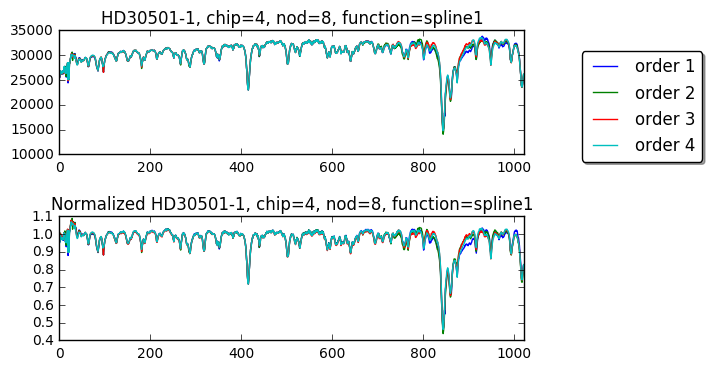 HD30501-1, chip=4, nod=8, function=spline1
35000
30000
25000
20000
15000
10000
0 200 400 600 800 1000
order 1
order 2
order 3
order 4
Normalized HD30501-1, chip=4, nod=8, function=spline1
1.1
1.0
0.9
0.8
0.7
0.6
0.5
0.4
0 200 400 600 800 1000